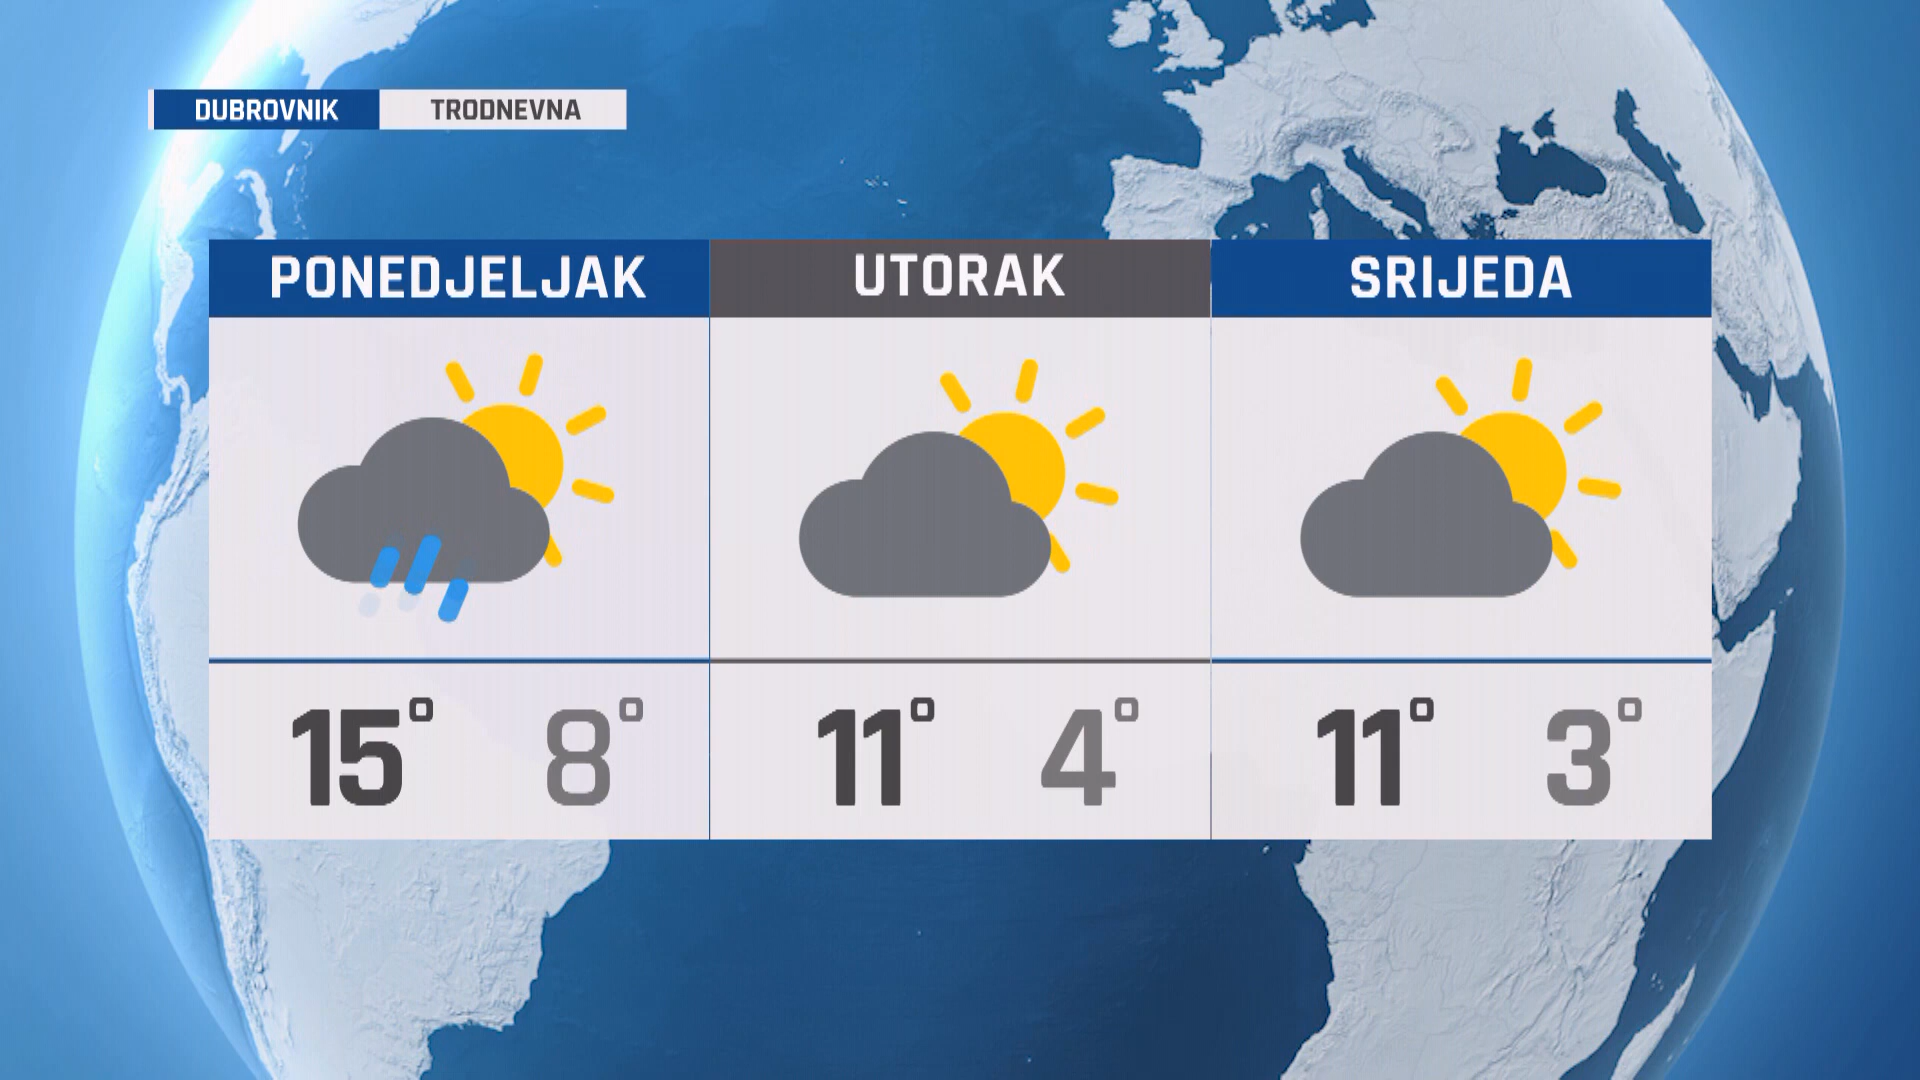 DUBROVNIK TRODNEVNA
PONEDJELJAK UTORAK SRIJEDA
15° 8° 11° 4° 11° 3°